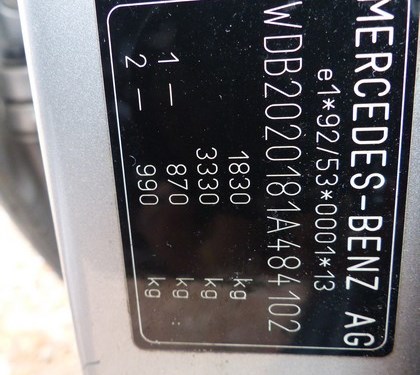 MERCEDES-BENZ AG
e1*92/53*0001*13
WDB2020181A484102
1830 kg
3330 kg
1 — 870 kg
2 — 990 kg